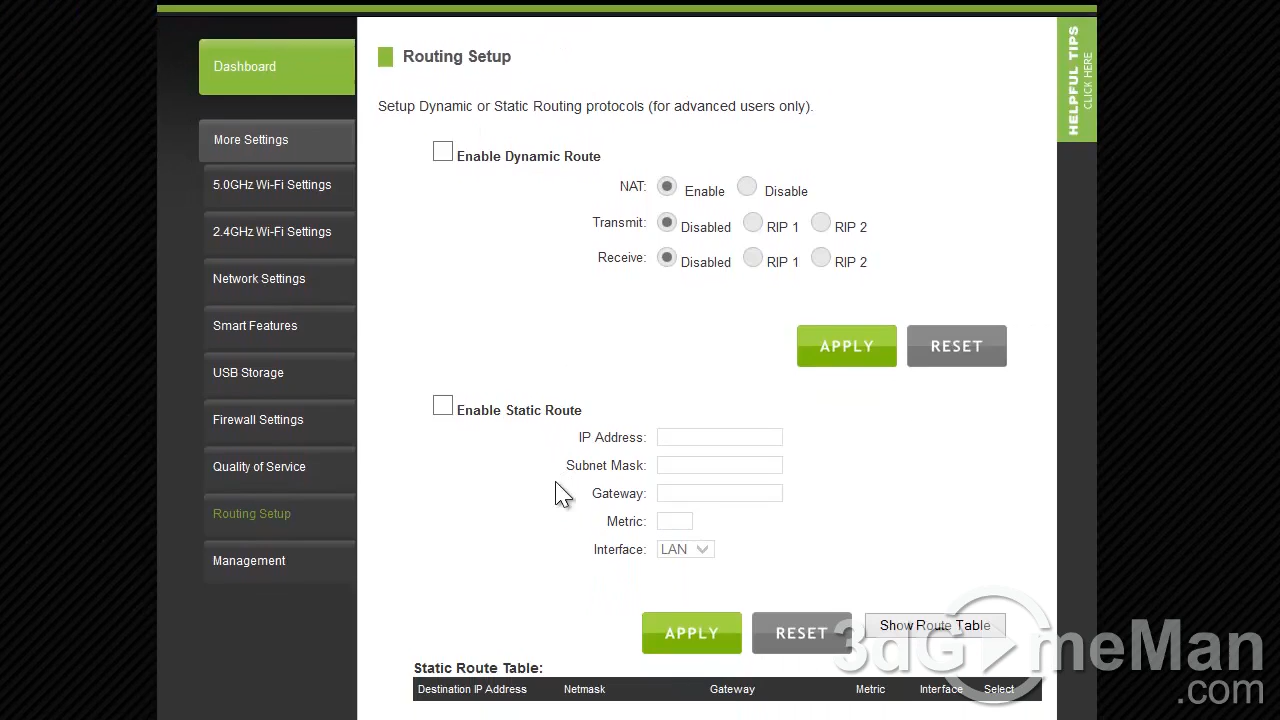 Dashboard
More Settings
5.0GHz Wi-Fi Settings
2.4GHz Wi-Fi Settings
Network Settings
Smart Features
USB Storage
Firewall Settings
Quality of Service
Routing Setup
Management
Routing Setup
Setup Dynamic or Static Routing protocols (for advanced users only).
Enable Dynamic Route
NAT: Enable Disable
Transmit: Disabled RIP 1 RIP 2
Receive: Disabled RIP 1 RIP 2
APPLY RESET
Enable Static Route
IP Address:
Subnet Mask:
Gateway:
Metric:
Interface: LAN
APPLY RESET Show Route Table
Static Route Table:
Destination IP Address Netmask Gateway Metric Interface Select
HELPFUL TIPS
CLICK HERE
3dGameMan
.com